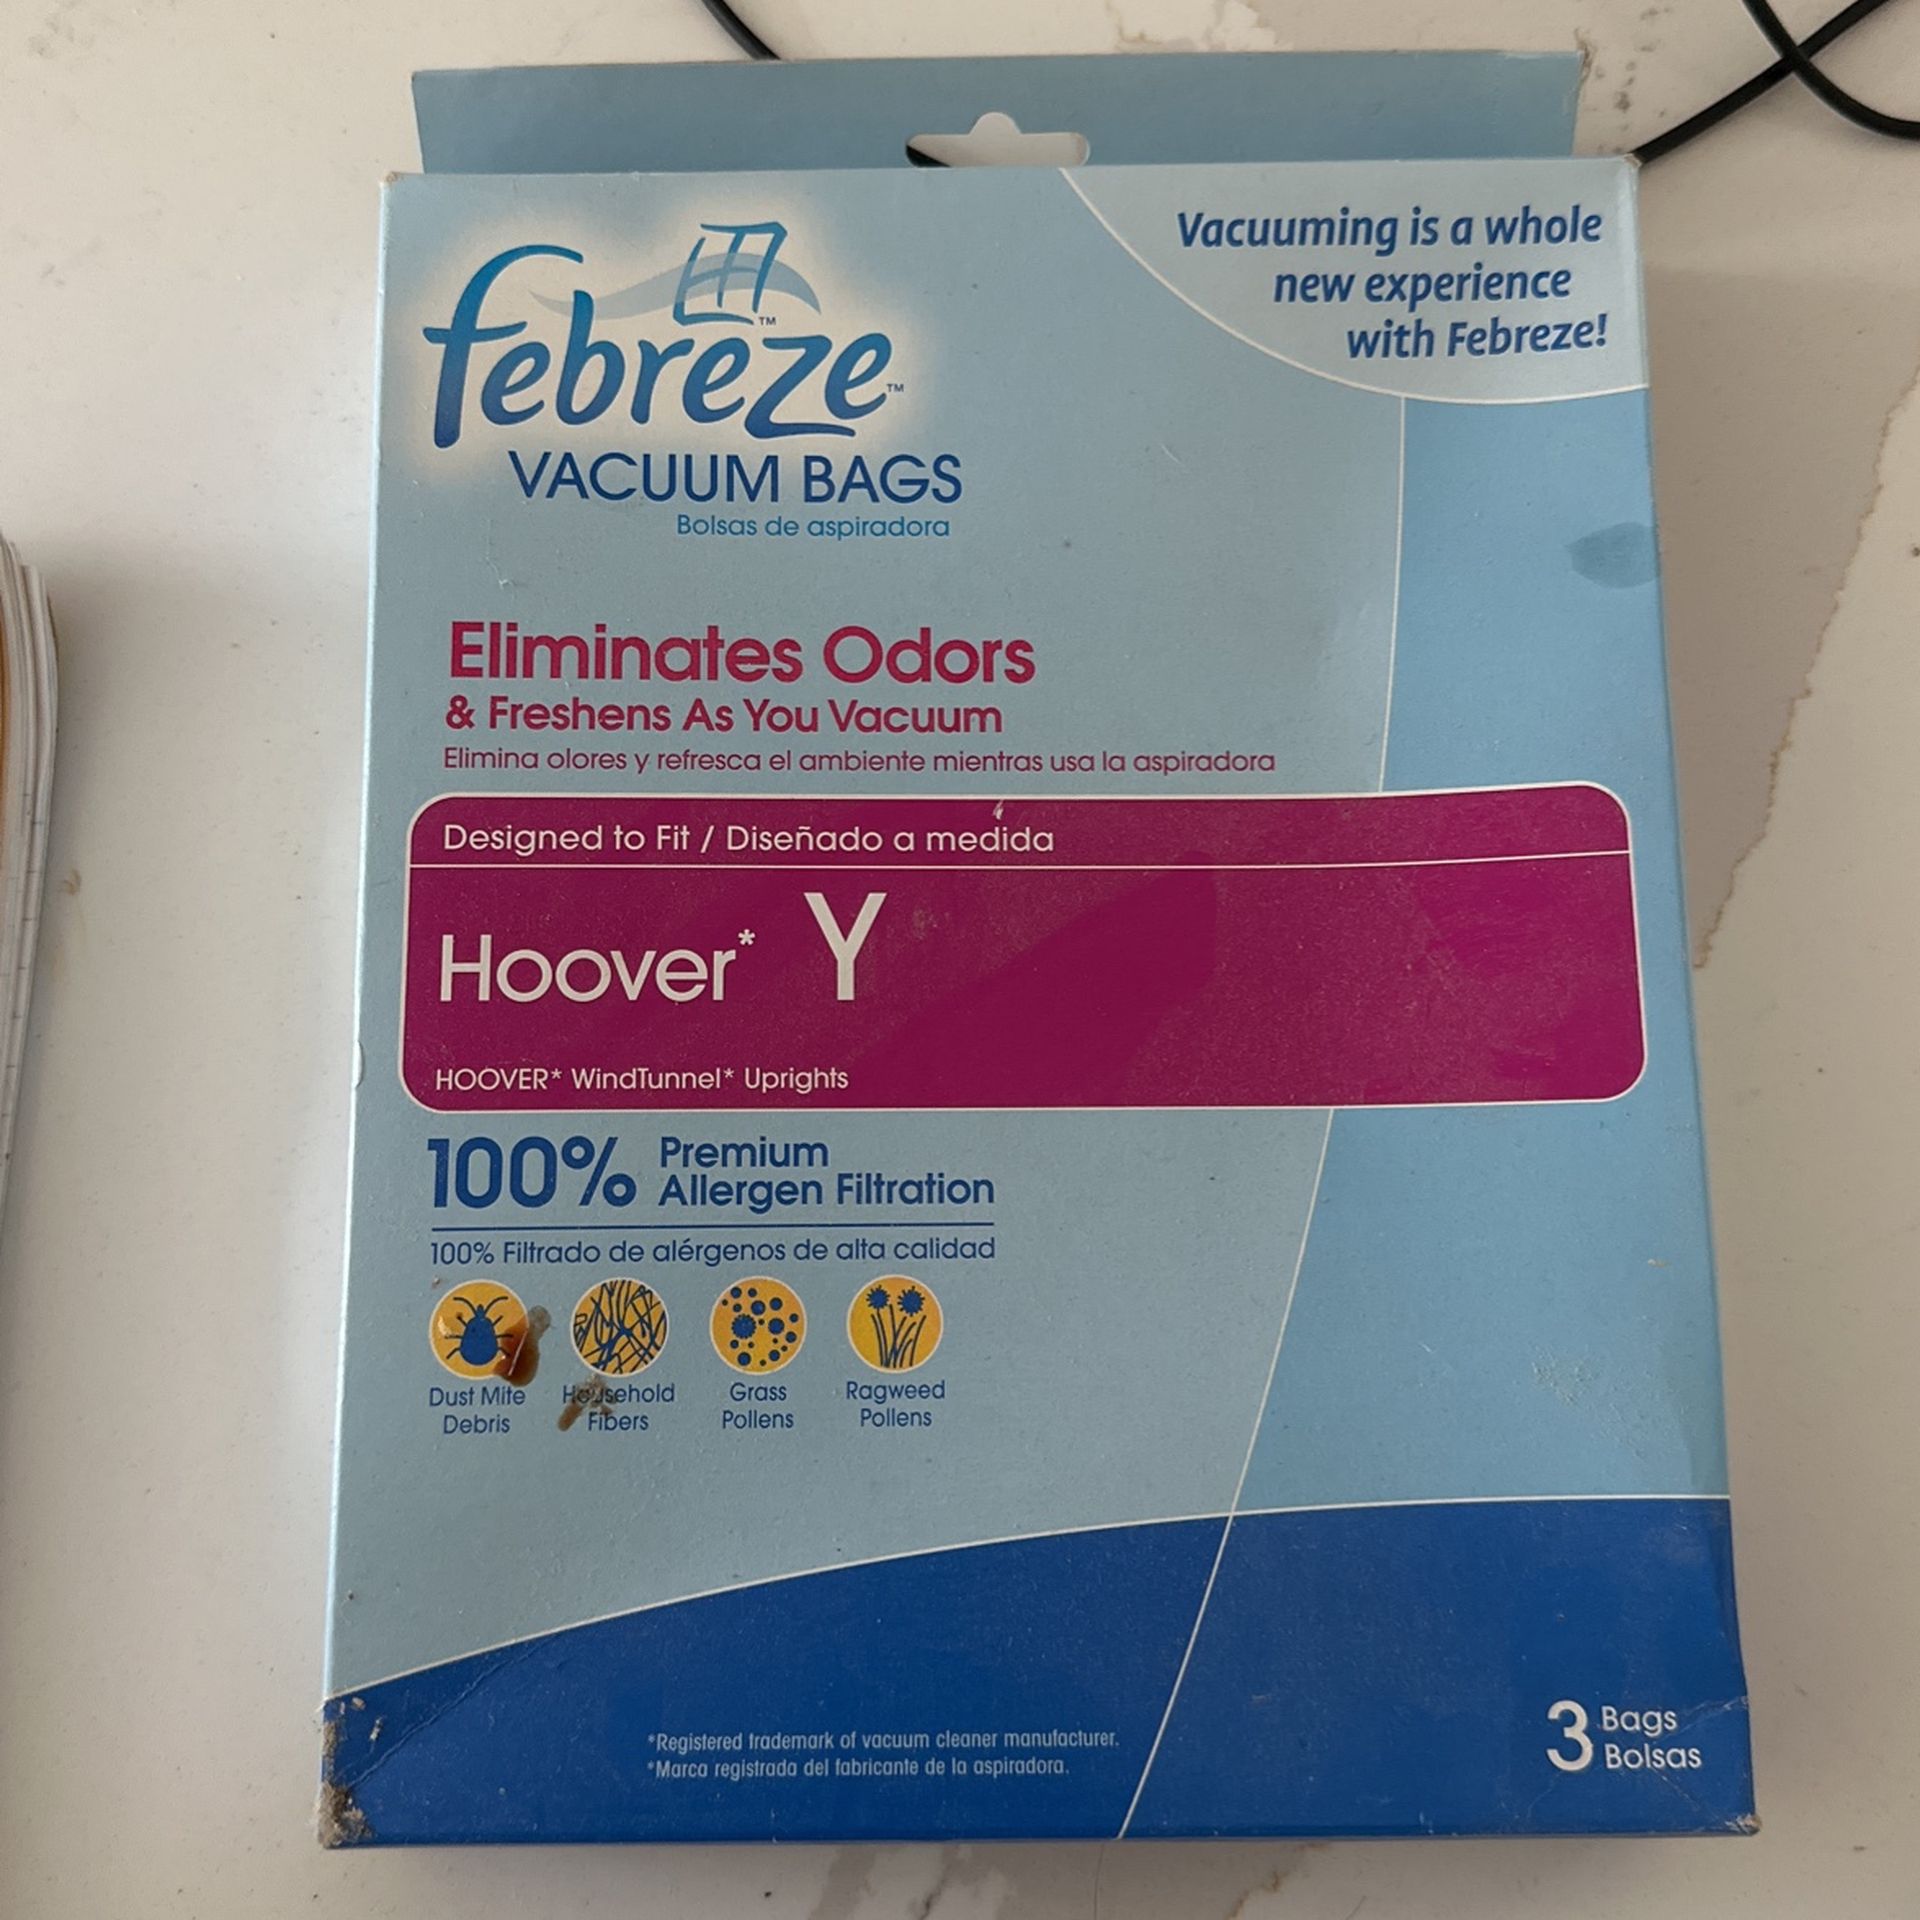 Vacuuming is a whole
new experience
with Febreze!
febreze™
VACUUM BAGS
Bolsas de aspiradora
Eliminates Odors
& Freshens As You Vacuum
Elimina olores y refresca el ambiente mientras usa la aspiradora
Designed to Fit / Diseñado a medida
Hoover* Y
HOOVER* WindTunnel* Uprights
100% Premium
Allergen Filtration
100% Filtrado de alérgenos de alta calidad
Dust Mite
Debris
Household
Fibers
Grass
Pollens
Ragweed
Pollens
*Registered trademark of vacuum cleaner manufacturer.
*Marca registrada del fabricante de la aspiradora.
3 Bags
Bolsas